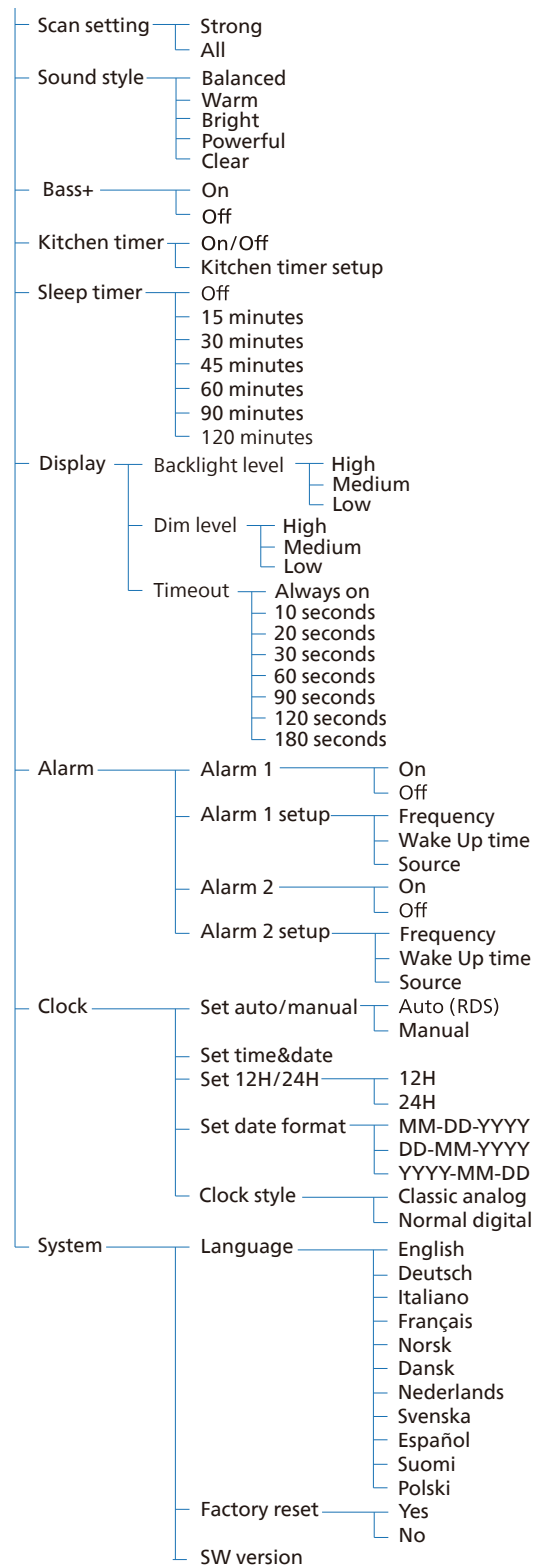 Scan setting Strong
All
Sound style Balanced
Warm
Bright
Powerful
Clear
Bass+ On
Off
Kitchen timer On/Off
Kitchen timer setup
Sleep timer Off
15 minutes
30 minutes
45 minutes
60 minutes
90 minutes
120 minutes
Display Backlight level High
Medium
Low
Dim level High
Medium
Low
Timeout Always on
10 seconds
20 seconds
30 seconds
60 seconds
90 seconds
120 seconds
180 seconds
Alarm Alarm 1 On
Off
Alarm 1 setup Frequency
Wake Up time
Source
Alarm 2 On
Off
Alarm 2 setup Frequency
Wake Up time
Source
Clock Set auto/manual Auto (RDS)
Manual
Set time&date
Set 12H/24H 12H
24H
Set date format MM-DD-YYYY
DD-MM-YYYY
YYYY-MM-DD
Clock style Classic analog
Normal digital
System Language English
Deutsch
Italiano
Français
Norsk
Dansk
Nederlands
Svenska
Español
Suomi
Polski
Factory reset Yes
No
SW version